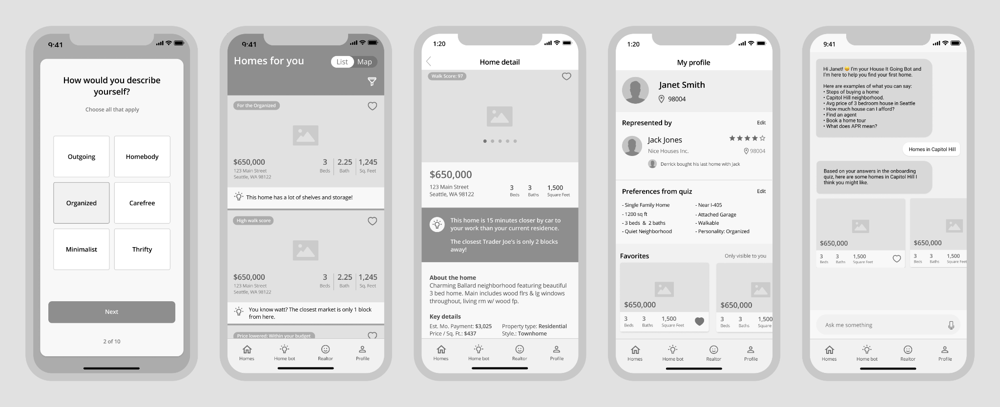 9:41
How would you describe
yourself?
Choose all that apply
Outgoing
Homebody
Organized
Carefree
Minimalist
Thrifty
Next
2 of 10
9:41
Homes for you
List
Map
For the Organized
$650,000
3
2.25
1,245
Beds
Bath
Sq. Feet
123 Main Street
Seattle, WA 98122
This home has a lot of shelves and storage!
High walk score
$650,000
3
2.25
1,245
Beds
Bath
Sq. Feet
123 Main Street
Seattle, WA 98122
You know watt? The closest market is only 1 block
from here.
Price lowered: Within your budget
Homes
Home bot
Realtor
Profile
1:20
Home detail
Walk Score: 97
$650,000
123 Main Street
Seattle, WA 98122
3
3
1,500
Beds
Baths
Square Feet
This home is 15 minutes closer by car to
your work than your current residence.
The closest Trader Joe's is only 2 blocks
away!
About the home
Charming Ballard neighborhood featuring beautiful
3 bed home. Main includes wood flrs & lg windows
throughout, living rm w/ wood fp.
Key details
Est. Mo. Payment: $3,025
Property type: Residential
Price / Sq. Ft.: $437
Style.: Townhome
Homes
Home bot
Realtor
Profile
1:20
My profile
Janet Smith
98004
Represented by
Edit
Jack Jones
Nice Houses Inc.
98004
Derrick bought his last home with Jack
Preferences from quiz
Edit
- Single Family Home
- Near I-405
- 1200 sq ft
- Attached Garage
- 3 beds & 2 baths
- Walkable
- Quiet Neighborhood
- Personality: Organized
Favorites
Only visible to you
$650,000
3
3
1,500
Beds
Baths
Square Feet
$650,000
3
3
1,500
Beds
Baths
Square
Homes
Home bot
Realtor
Profile
9:41
Hi Janet! 😀 I'm your House It Going Bot and
I'm here to help you find your first home.
Here are examples of what you can say:
• Steps of buying a home
• Capitol Hill neighborhood.
• Avg price of 3 bedroom house in Seattle
• How much house can I afford?
• Find an agent
• Book a home tour
• What does APR mean?
Homes in Capitol Hill
Based on your answers in the onboarding
quiz, here are some homes in Capitol Hill I
think you might like.
$650,000
3
3
1,500
Beds
Baths
Square Feet
$650,000
3
3
1,500
Beds
Baths
Square Feet
Ask me something
Homes
Home bot
Realtor
Profile